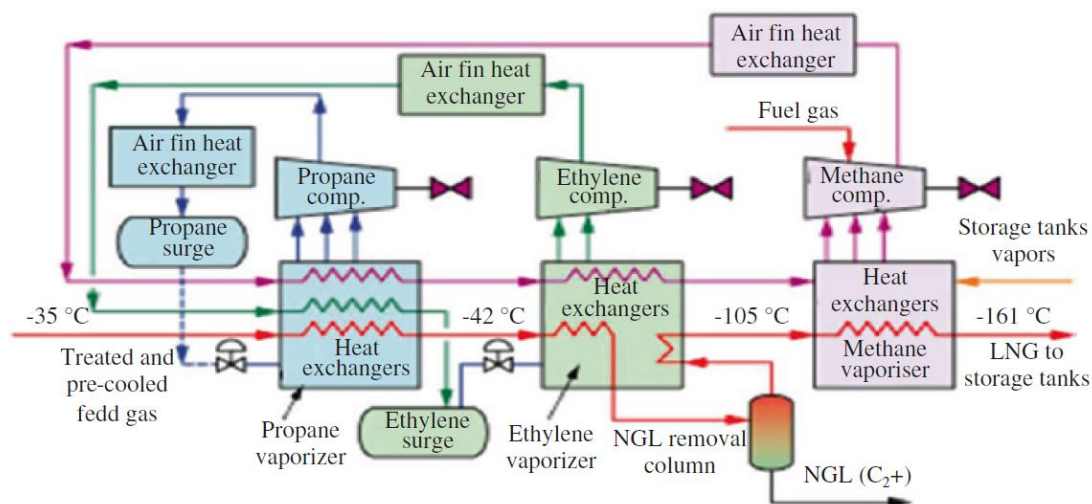 Air fin heat
exchanger
Air fin heat
exchanger
Fuel gas
Air fin heat
exchanger
Propane
comp.
Ethylene
comp.
Methane
comp.
Propane
surge
Storage tanks
vapors
Heat
exchangers
Heat
exchangers
-35 °C
-42 °C
-105 °C
-161 °C
Treated and
pre-cooled
fedd gas
Heat
exchangers
Methane
vaporiser
LNG to
storage tanks
Propane
vaporizer
Ethylene
surge
Ethylene
vaporizer
NGL removal
column
NGL (C₂+)